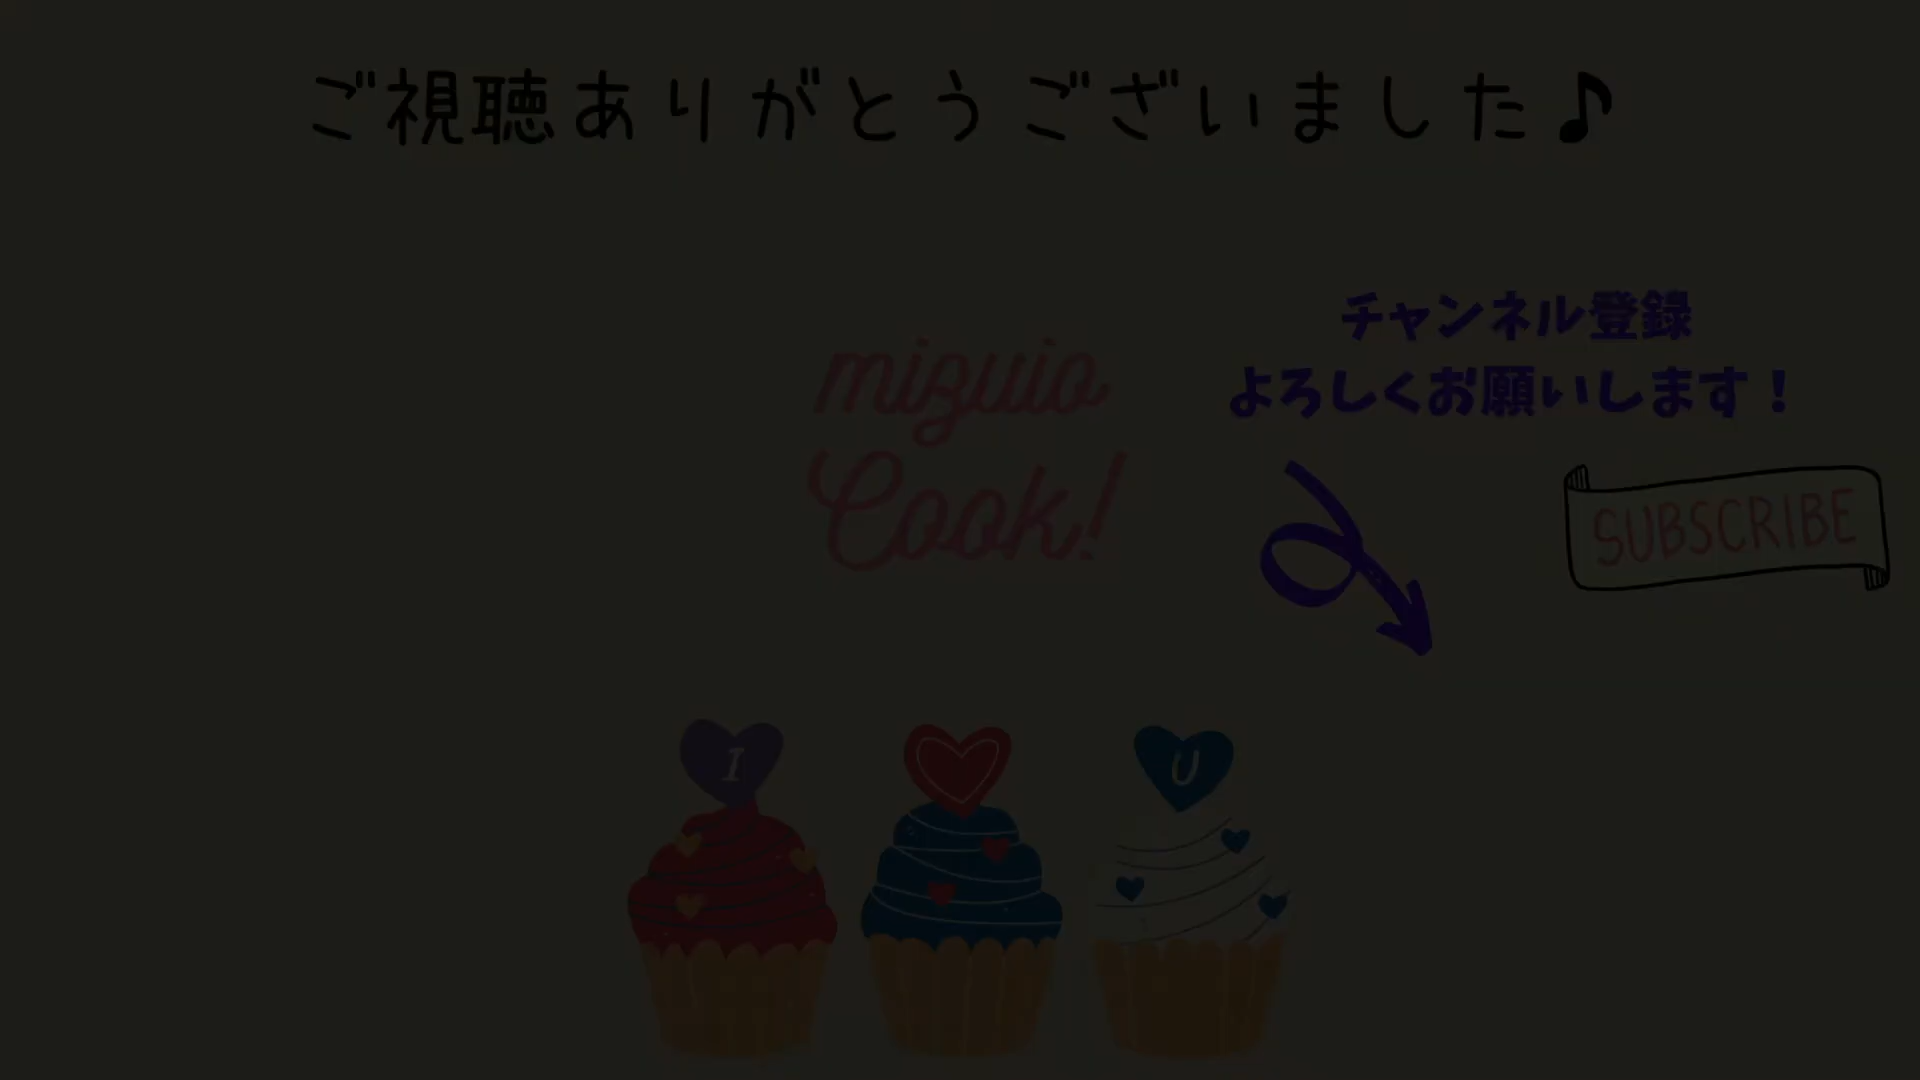 ご視聴ありがとうございました♪
チャンネル登録
よろしくお願いします！
mizuio
Cook!
SUBSCRIBE
I
U